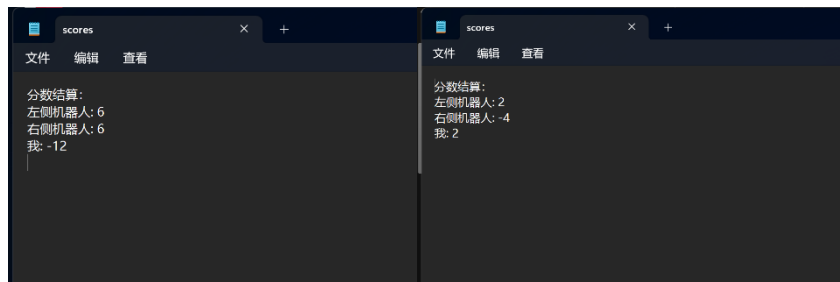 scores
文件 编辑 查看
分数结算:
左侧机器人: 6
右侧机器人: 6
我: -12
scores
文件 编辑 查看
分数结算:
左侧机器人: 2
右侧机器人: -4
我: 2